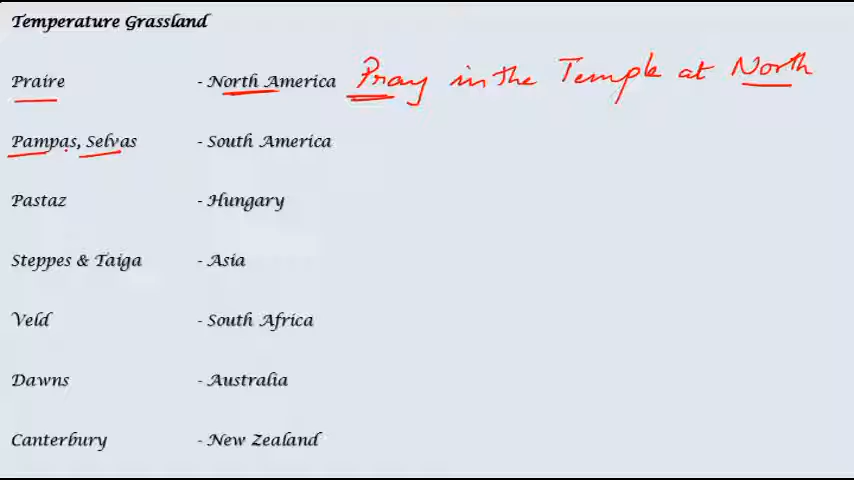 Temperature Grassland
Praire - North America Pray in the Temple at North
Pampas, Selvas - South America
Pastaz - Hungary
Steppes & Taiga - Asia
Veld - South Africa
Dawns - Australia
Canterbury - New Zealand